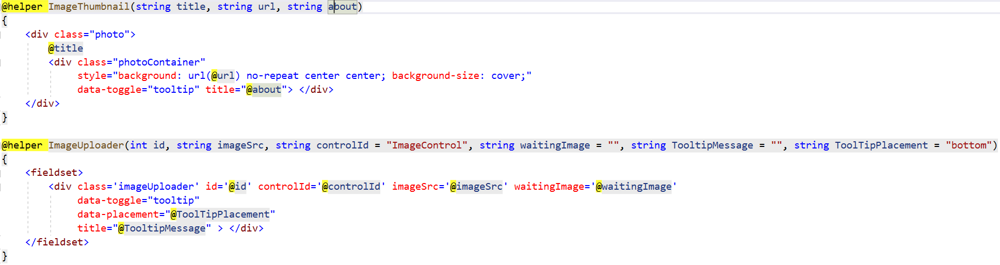 @helper ImageThumbnail(string title, string url, string about)
{
    <div class="photo">
        @title
        <div class="photoContainer"
             style="background: url(@url) no-repeat center center; background-size: cover;"
             data-toggle="tooltip" title="@about"> </div>
    </div>
}

@helper ImageUploader(int id, string imageSrc, string controlId = "ImageControl", string waitingImage = "", string TooltipMessage = "", string ToolTipPlacement = "bottom")
{
    <fieldset>
        <div class='imageUploader' id='@id' controlId='@controlId' imageSrc='@imageSrc' waitingImage='@waitingImage'
             data-toggle="tooltip"
             data-placement="@ToolTipPlacement"
             title="@TooltipMessage" > </div>
    </fieldset>
}